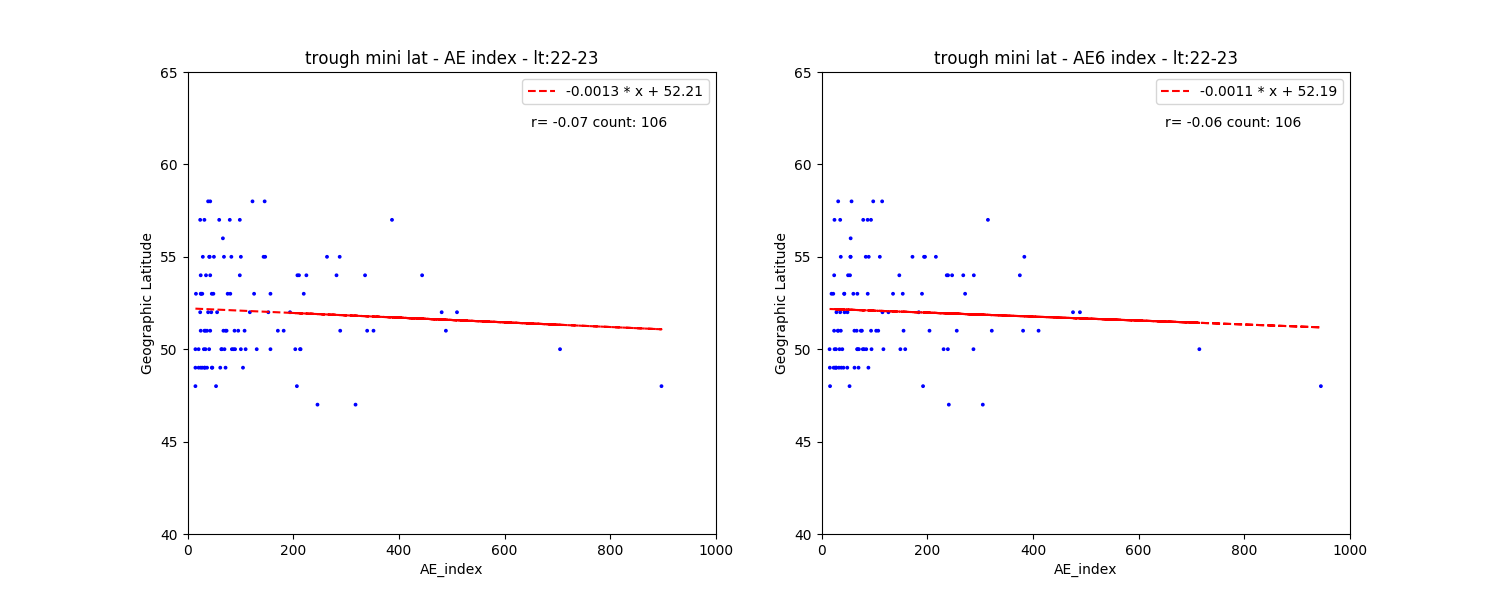 trough mini lat - AE index - lt:22-23
-0.0013 * x + 52.21
r= -0.07 count: 106
Geographic Latitude
65
60
55
50
45
40
0 200 400 600 800 1000
AE_index
trough mini lat - AE6 index - lt:22-23
-0.0011 * x + 52.19
r= -0.06 count: 106
Geographic Latitude
65
60
55
50
45
40
0 200 400 600 800 1000
AE_index